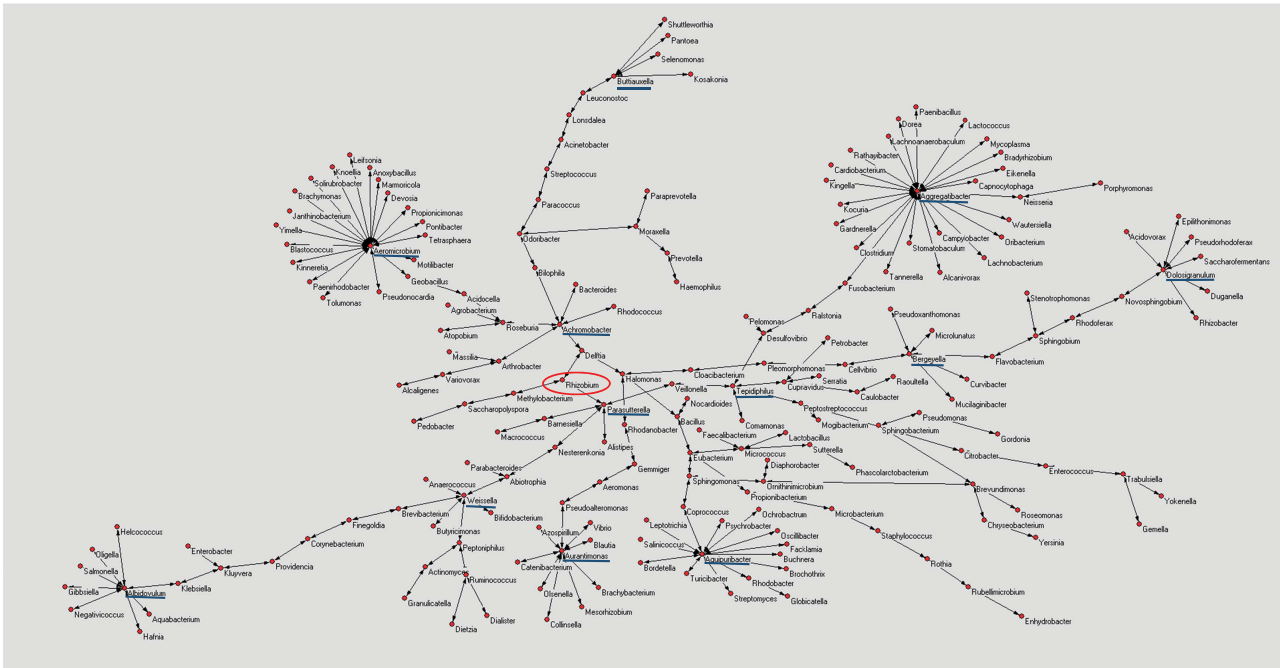 Shuttleworthia
Pantoea
Selenomonas
Kosakonia
Buttiauxella
Leuconostoc
Lonsdalea
Acinetobacter
Streptococcus
Paracoccus
Odoribacter
Paraprevotella
Moraxella
Prevotella
Haemophilus
Bilophila
Bacteroides
Rhodococcus
Achromobacter
Leifsonia
Knoellia
Anoxybacillus
Solirubrobacter
Marmoricola
Brachymonas
Devosia
Janthinobacterium
Propionicimonas
Yimella
Pontibacter
Tetrasphaera
Blastococcus
Aeromicrobium
Motilibacter
Kinneretia
Geobacillus
Paenirhodobacter
Pseudonocardia
Tolumonas
Acidocella
Agrobacterium
Roseburia
Atopobium
Paenibacillus
Dorea
Lactococcus
Lachnoanaerobaculum
Mycoplasma
Rathayibacter
Bradyrhizobium
Cardiobacterium
Eikenella
Kingella
Capnocytophaga
Aggregatibacter
Neisseria
Porphyromonas
Kocuria
Gardnerella
Wautersiella
Campylobacter
Oribacterium
Stomatobaculum
Clostridium
Lachnobacterium
Tannerella
Alcanivorax
Fusobacterium
Ralstonia
Epilithonimonas
Acidovorax
Pseudorhodoferax
Saccharofermentans
Dolosigranulum
Duganella
Novosphingobium
Rhizobacter
Stenotrophomonas
Rhodoferax
Sphingobium
Pelomonas
Desulfovibrio
Petrobacter
Pseudoxanthomonas
Microlunatus
Bergeyella
Flavobacterium
Massilia
Arthrobacter
Delftia
Variovorax
Alcaligenes
Rhizobium
Halomonas
Cloacibacterium
Pleomorphomonas
Cellvibrio
Curvibacter
Mucilaginibacter
Methylobacterium
Veillonella
Tepidiphilus
Serratia
Cupravidus
Raoultella
Caulobacter
Saccharopolyspora
Pedobacter
Parasutterella
Nocardioides
Peptostreptococcus
Barnesiella
Bacillus
Comamonas
Mogibacterium
Pseudomonas
Sphingobacterium
Gordonia
Macrococcus
Rhodanobacter
Faecalibacterium
Lactobacillus
Alistipes
Micrococcus
Sutterella
Nesterenkonia
Eubacterium
Citrobacter
Parabacteroides
Gemmiger
Diaphorobacter
Phascolarctobacterium
Enterococcus
Abiotrophia
Trabulsiella
Anaerococcus
Aeromonas
Sphingomonas
Ornithinimicrobium
Brevundimonas
Yokenella
Weissella
Propionibacterium
Roseomonas
Brevibacterium
Bifidobacterium
Pseudoalteromonas
Coprococcus
Ochrobactrum
Microbacterium
Chryseobacterium
Gemella
Finegoldia
Butyricimonas
Azospirillum
Vibrio
Leptotrichia
Psychrobacter
Staphylococcus
Yersinia
Helcococcus
Corynebacterium
Peptoniphilus
Blautia
Salinicoccus
Oscillibacter
Oligella
Enterobacter
Aurantimonas
Facklamia
Aquipuribacter
Buchnera
Rothia
Salmonella
Kluyvera
Providencia
Actinomyces
Catenibacterium
Bordetella
Brochothrix
Gibbsiella
Klebsiella
Ruminococcus
Turicibacter
Rhodobacter
Albidovulum
Olsenella
Brachybacterium
Streptomyces
Globicatella
Rubellimicrobium
Negativicoccus
Aquabacterium
Granulicatella
Mesorhizobium
Hafnia
Dietzia
Dialister
Collinsella
Enhydrobacter